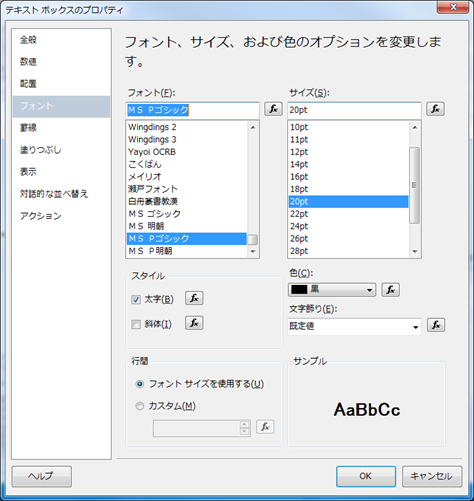 テキスト ボックスのプロパティ
全般
数値
配置
フォント
罫線
塗りつぶし
表示
対話的な並べ替え
アクション
フォント、サイズ、および色のオプションを変更しま
す。
フォント(F):
ＭＳ Ｐゴシック
fx
Wingdings 2
Wingdings 3
Yayoi OCRB
こくばん
メイリオ
瀬戸フォント
白舟篆書教漢
ＭＳ ゴシック
ＭＳ 明朝
ＭＳ Ｐゴシック
ＭＳ Ｐ明朝
サイズ(S):
20pt
fx
10pt
11pt
12pt
14pt
16pt
18pt
20pt
22pt
24pt
26pt
28pt
スタイル
太字(B)
fx
斜体(I)
fx
色(C):
黒
fx
文字飾り(E):
既定値
fx
行間
フォント サイズを使用する(U)
カスタム(M)
fx
サンプル
AaBbCc
ヘルプ
OK
キャンセル